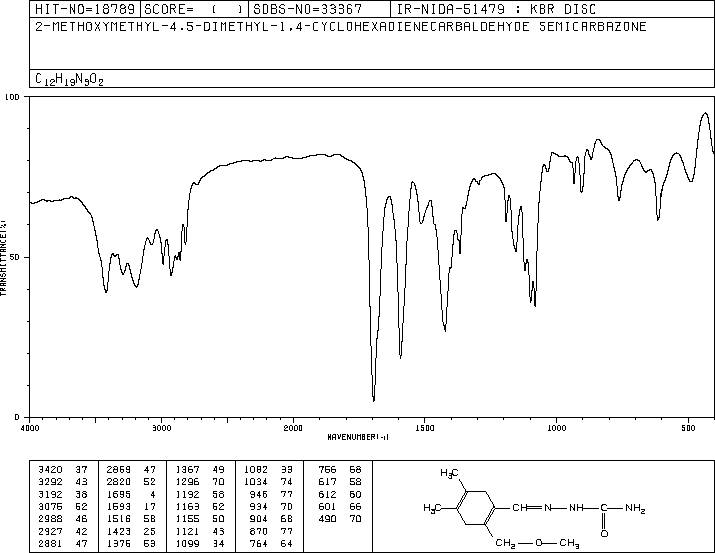 HIT-NO=18789 SCORE= ( ) SDBS-NO=33367 IR-NIDA-51479 : KBR DISC
2-METHOXYMETHYL-4,5-DIMETHYL-1,4-CYCLOHEXADIENECARBALDEHYDE SEMICARBAZONE
C12H19N3O2
100
50
0
TRANSMITTANCE(%)
4000 3000 2000 1500 1000 500
WAVENUMBER(-1)
3420 37 2869 47 1367 49 1082 33 756 68
3292 43 2820 52 1296 70 1034 74 617 58
3192 38 1695 4 1192 58 945 77 612 60
3075 52 1593 17 1163 52 934 70 601 66
2988 46 1516 58 1155 50 904 68 490 70
2927 42 1423 25 1121 43 870 77
2881 47 1375 53 1099 34 764 64
H3C
H3C
CH=N NH C NH2
O
CH2 O CH3